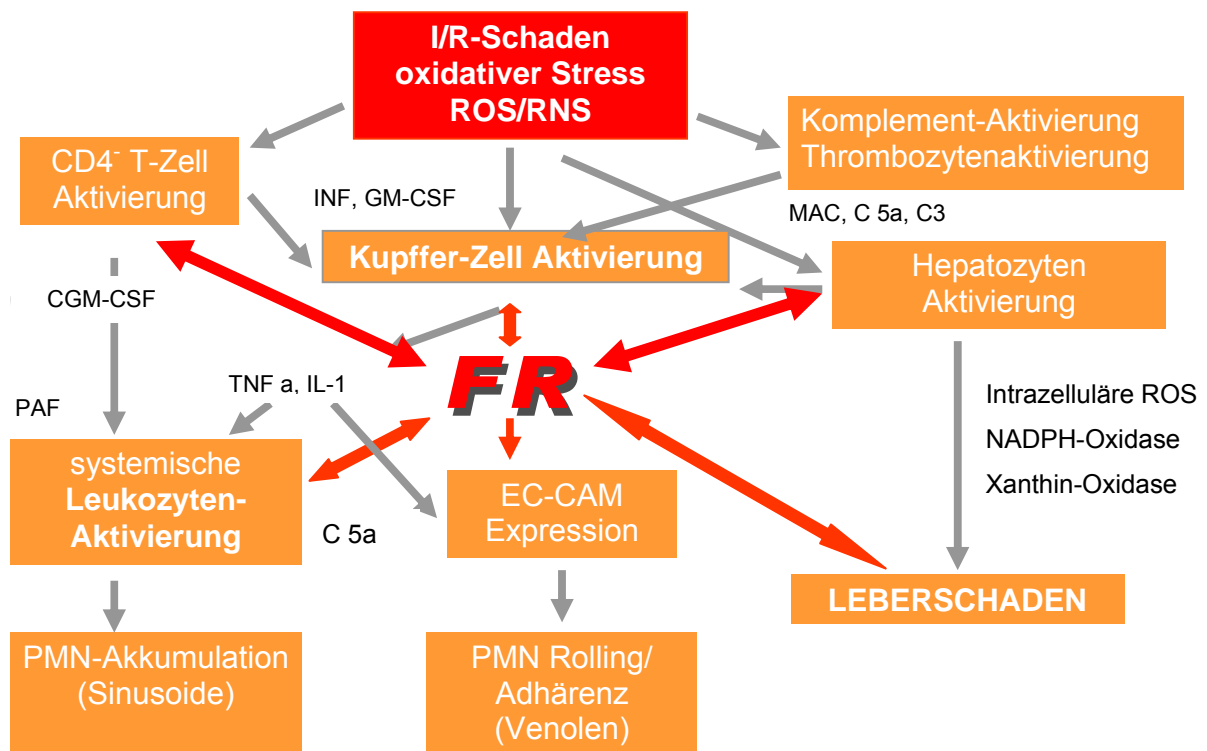 I/R-Schaden
oxidativer Stress
ROS/RNS
Komplement-Aktivierung
Thrombozytenaktivierung
CD4⁻ T-Zell
Aktivierung
INF, GM-CSF
MAC, C 5a, C3
Kupffer-Zell Aktivierung
Hepatozyten
Aktivierung
CGM-CSF
FR
TNF a, IL-1
PAF
Intrazelluläre ROS
NADPH-Oxidase
Xanthin-Oxidase
systemische
Leukozyten-
Aktivierung
C 5a
EC-CAM
Expression
LEBERSCHADEN
PMN-Akkumulation
(Sinusoide)
PMN Rolling/
Adhärenz
(Venolen)